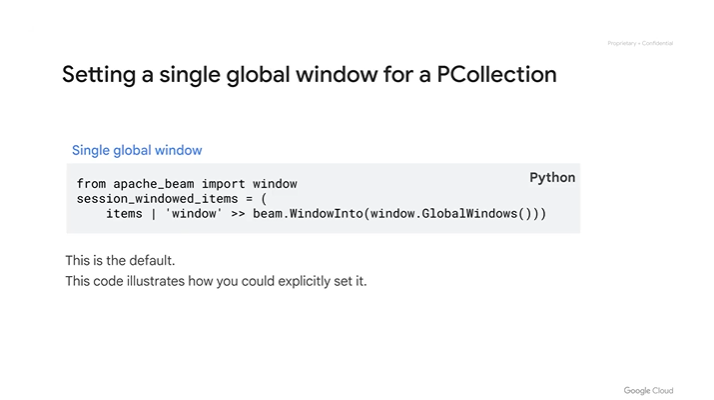 Proprietary + Confidential
Setting a single global window for a PCollection
Single global window
Python
from apache_beam import window
session_windowed_items = (
    items | 'window' >> beam.WindowInto(window.GlobalWindows()))
This is the default.
This code illustrates how you could explicitly set it.
Google Cloud